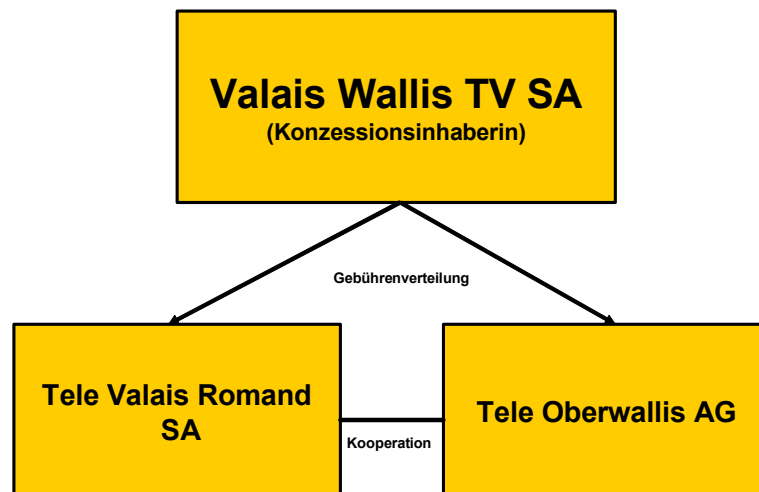 Valais Wallis TV SA
(Konzessionsinhaberin)
Gebührenverteilung
Tele Valais Romand
SA
Tele Oberwallis AG
Kooperation